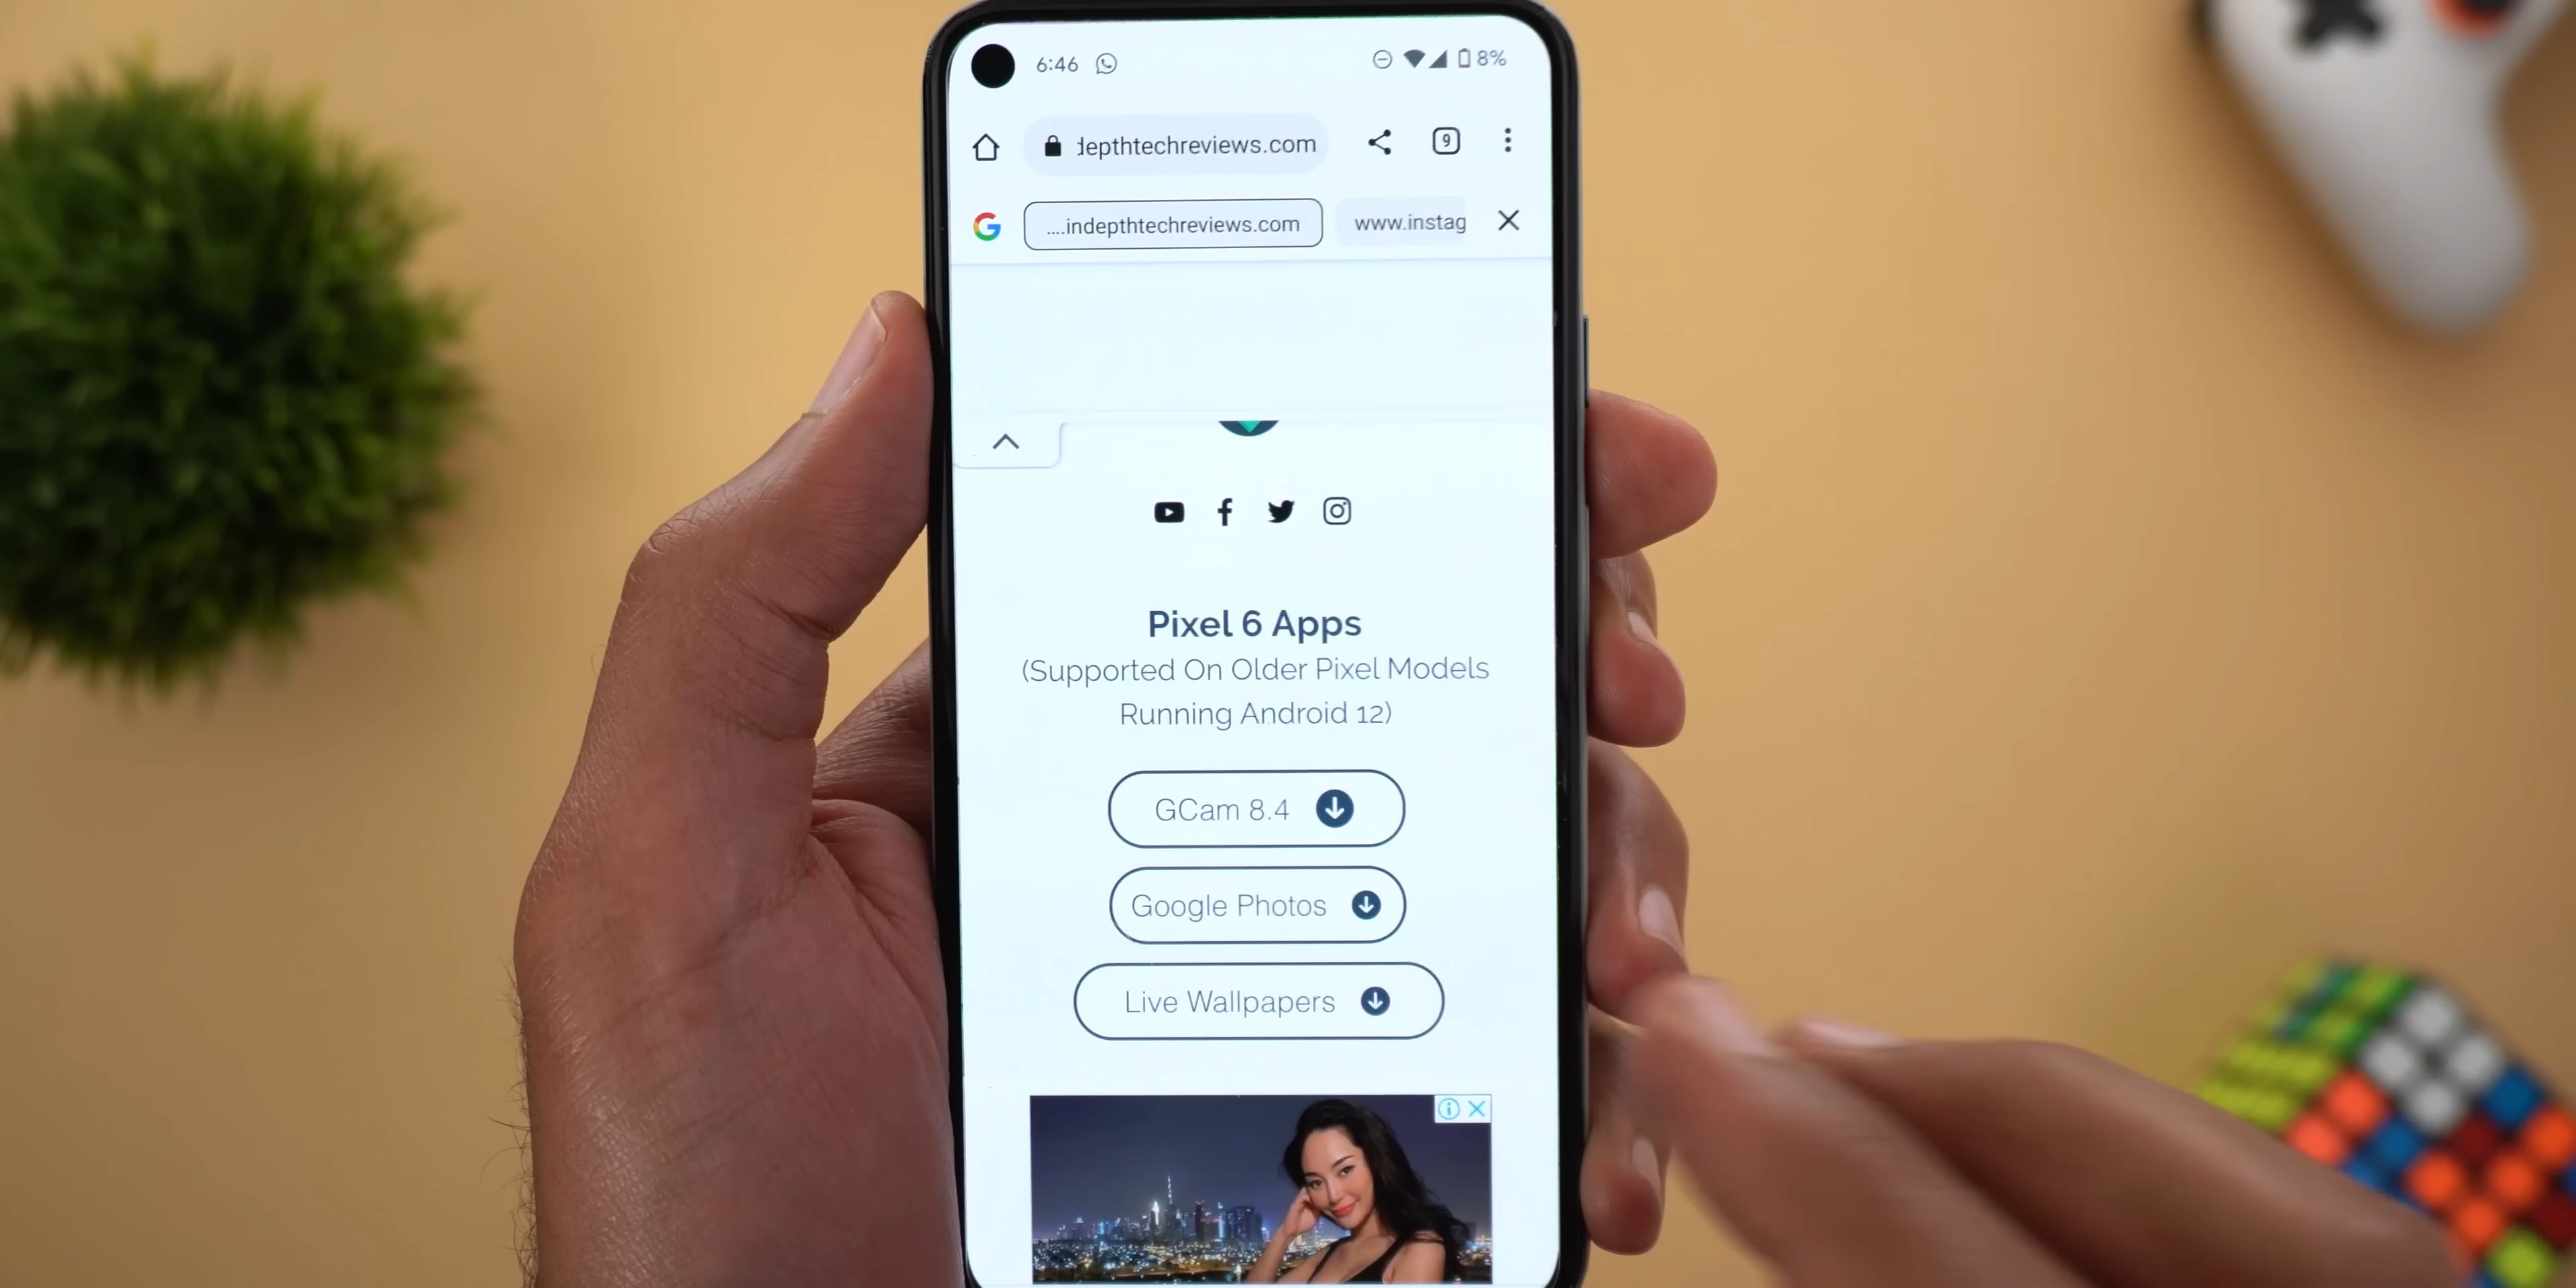 6:46 8%
depthtechreviews.com 9
....indepthtechreviews.com www.instag
Pixel 6 Apps
(Supported On Older Pixel Models
Running Android 12)
GCam 8.4
Google Photos
Live Wallpapers